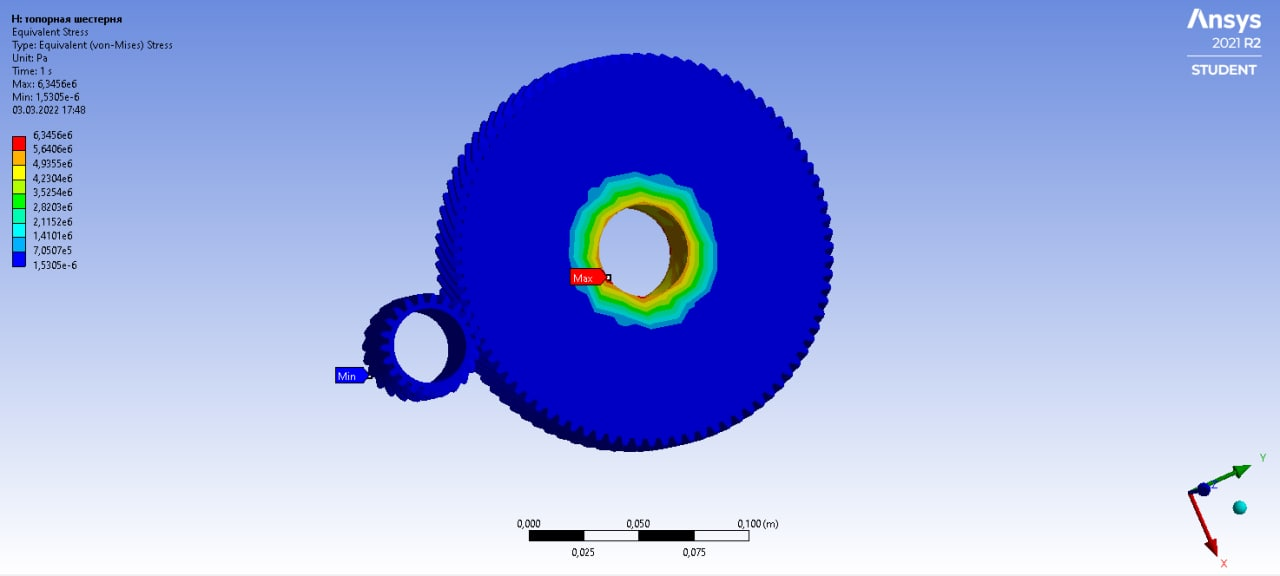 H: топорная шестерня
Equivalent Stress
Type: Equivalent (von-Mises) Stress
Unit: Pa
Time: 1 s
Max: 6,3456e6
Min: 1,5305e-6
03.03.2022 17:48
6,3456e6
5,6406e6
4,9355e6
4,2304e6
3,5254e6
2,8203e6
2,1152e6
1,4101e6
7,0507e5
1,5305e-6
Ansys
2021 R2
STUDENT
Max
Min
0,000
0,050
0,100 (m)
0,025
0,075
Y
Z
X